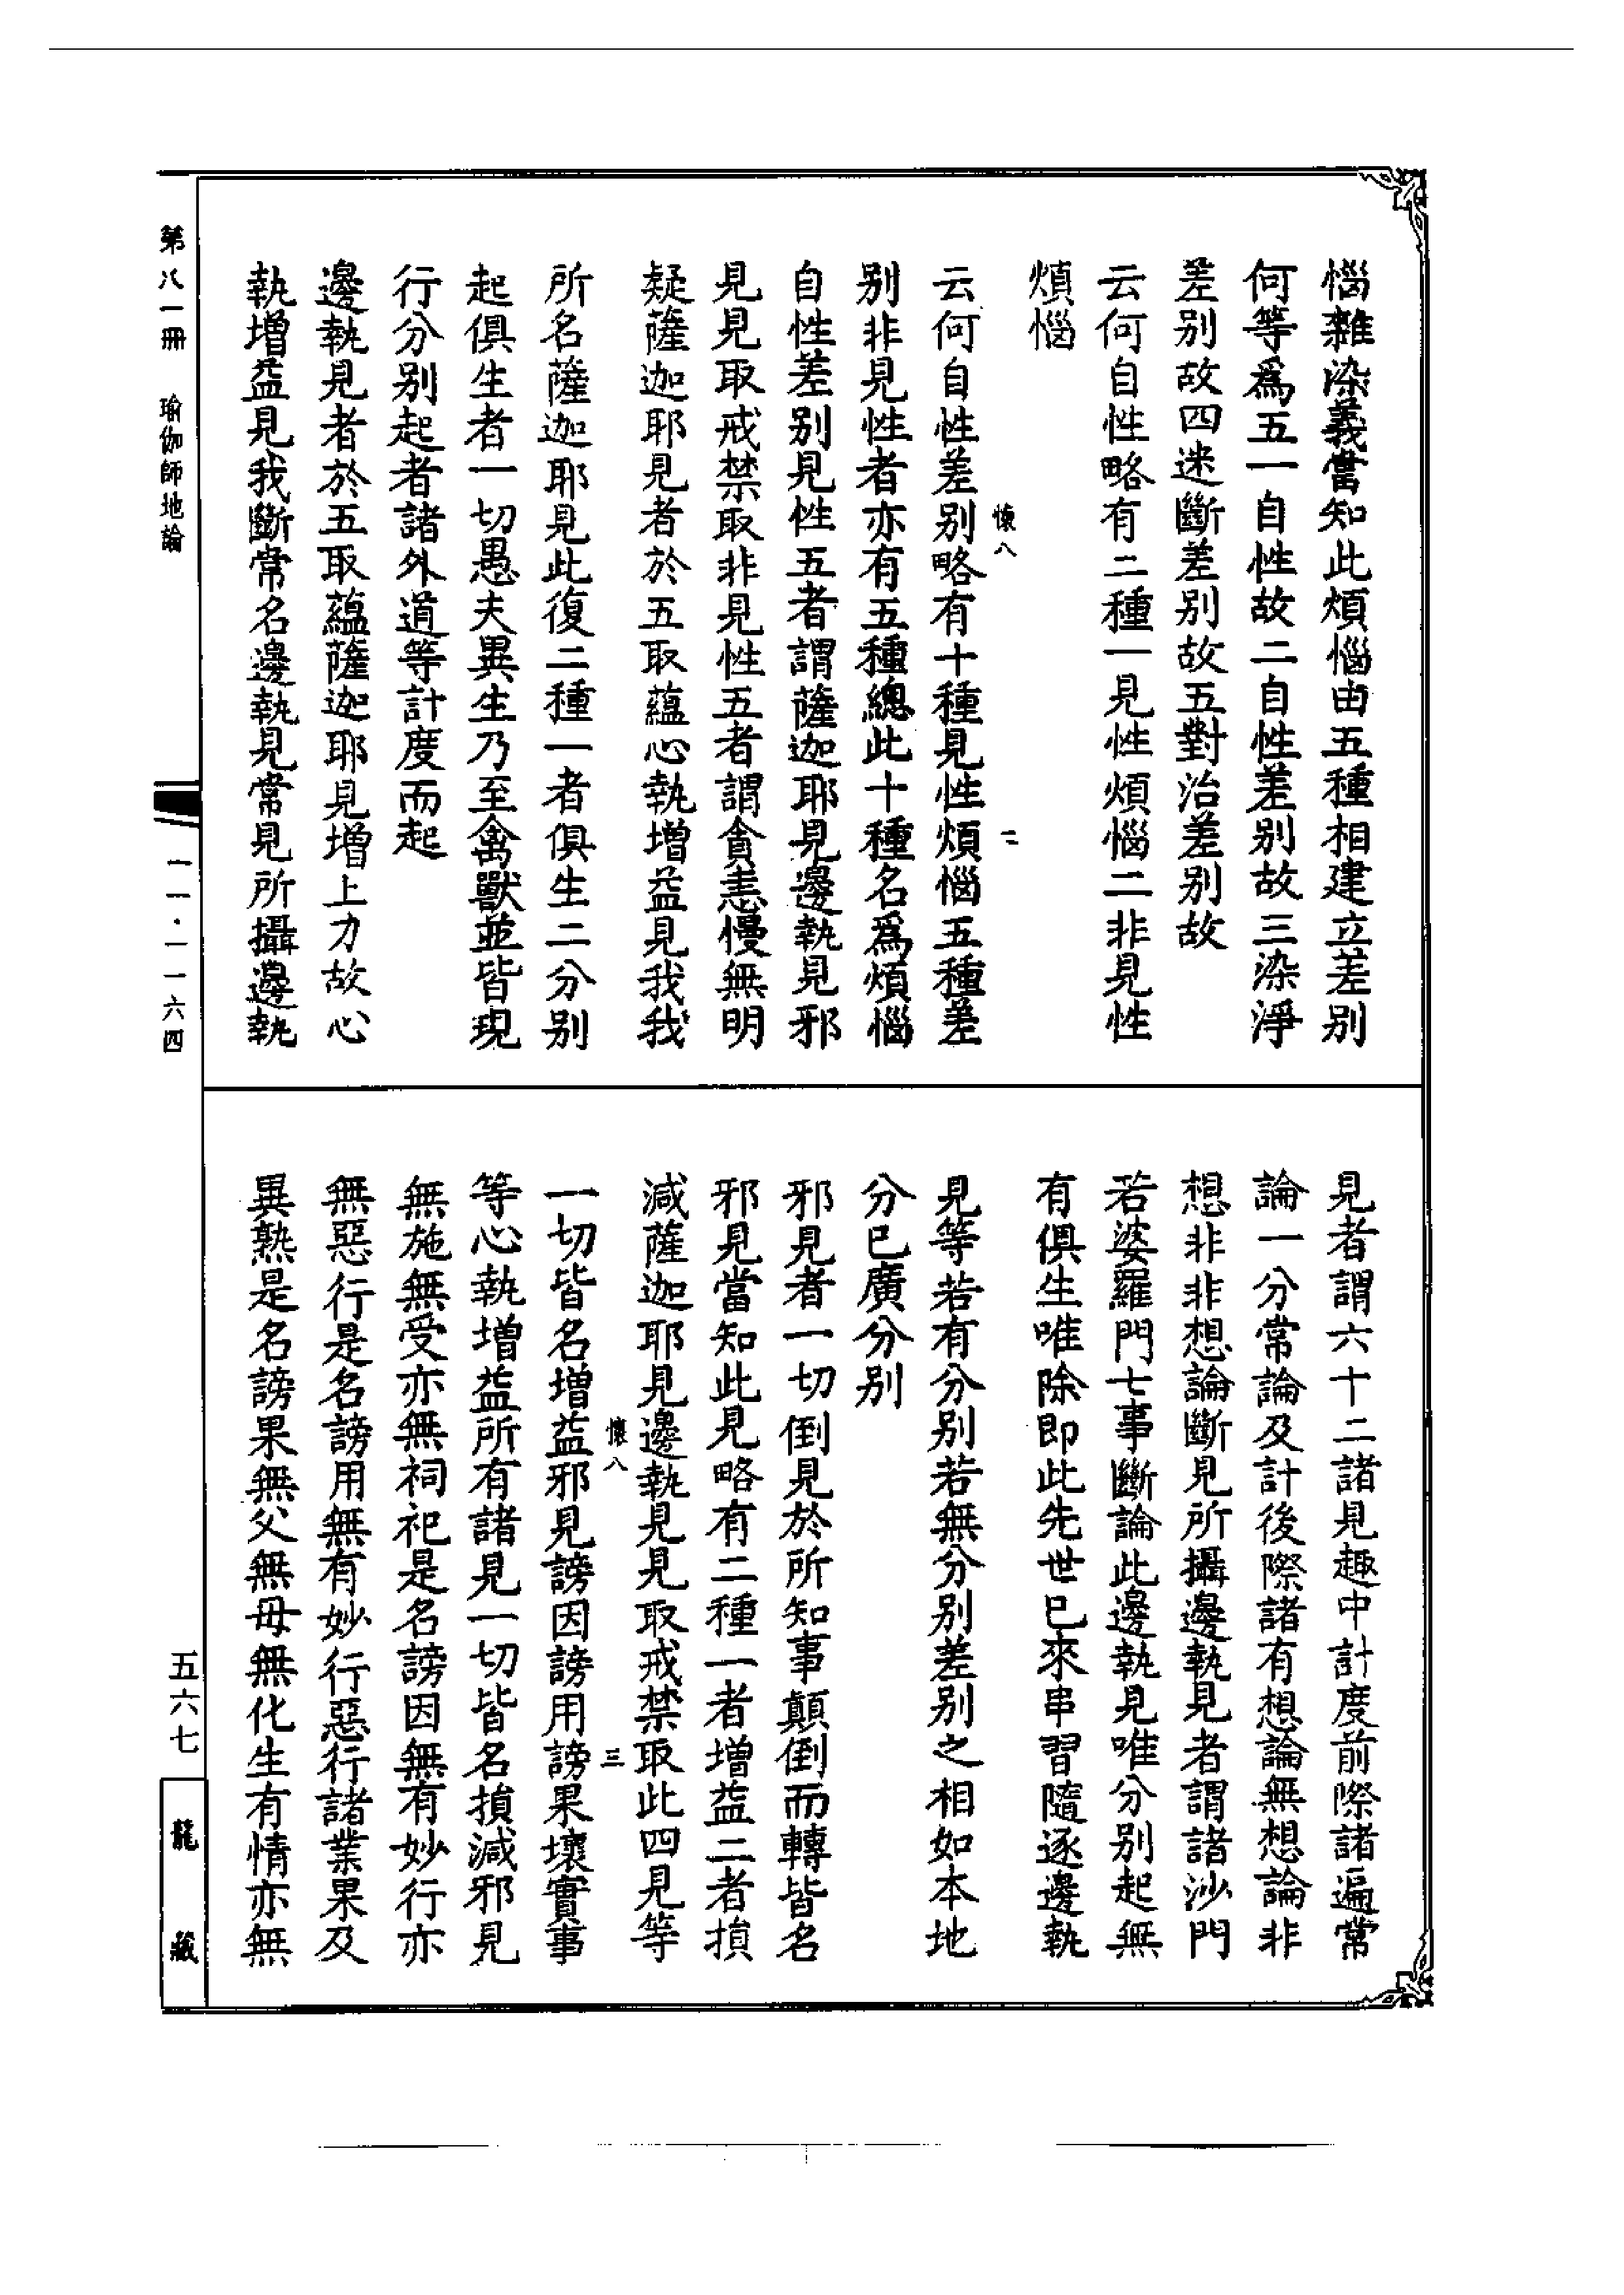 惱雜染義當知此煩惱由五種相建立差別
何等爲五一自性故二自性差別故三染淨
差別故四迷斷差別故五對治差別故
云何自性略有二種一見性煩惱二非見性
煩惱
懷八 二
云何自性差別略有十種見性煩惱五種差
別非見性者亦有五種總此十種名爲煩惱
自性差別見性五者謂薩迦耶見邊執見邪
見見取戒禁取非見性五者謂貪恚慢無明
疑薩迦耶見者於五取蘊心執增益見我我
所名薩迦耶見此復二種一者俱生二分別
起俱生者一切愚夫異生乃至禽獸並皆現
行分別起者諸外道等計度而起
邊執見者於五取蘊薩迦耶見增上力故心
執增益見我斷常名邊執見常見所攝邊執
見者謂六十二諸見趣中計度前際諸遍常
論一分常論及計後際諸有想論無想論非
想非非想論斷見所攝邊執見者謂諸沙門
若婆羅門七事斷論此邊執見唯分別起無
有俱生唯除即此先世已來串習隨逐邊執
見等若有分別若無分別差別之相如本地
分已廣分別
邪見者一切倒見於所知事顛倒而轉皆名
邪見當知此見略有二種一者增益二者損
減薩迦耶見邊執見見取戒禁取此四見等
懷八 三
一切皆名增益邪見謗因謗用謗果壞實事
等心執增益所有諸見一切皆名損減邪見
無施無受亦無祠祀是名謗因無有妙行亦
無惡行是名謗用無有妙行惡行諸業果及
異熟是名謗果無父無母無化生有情亦無
第八一冊 瑜伽師地論
一一·一一六四
五六七
龍藏